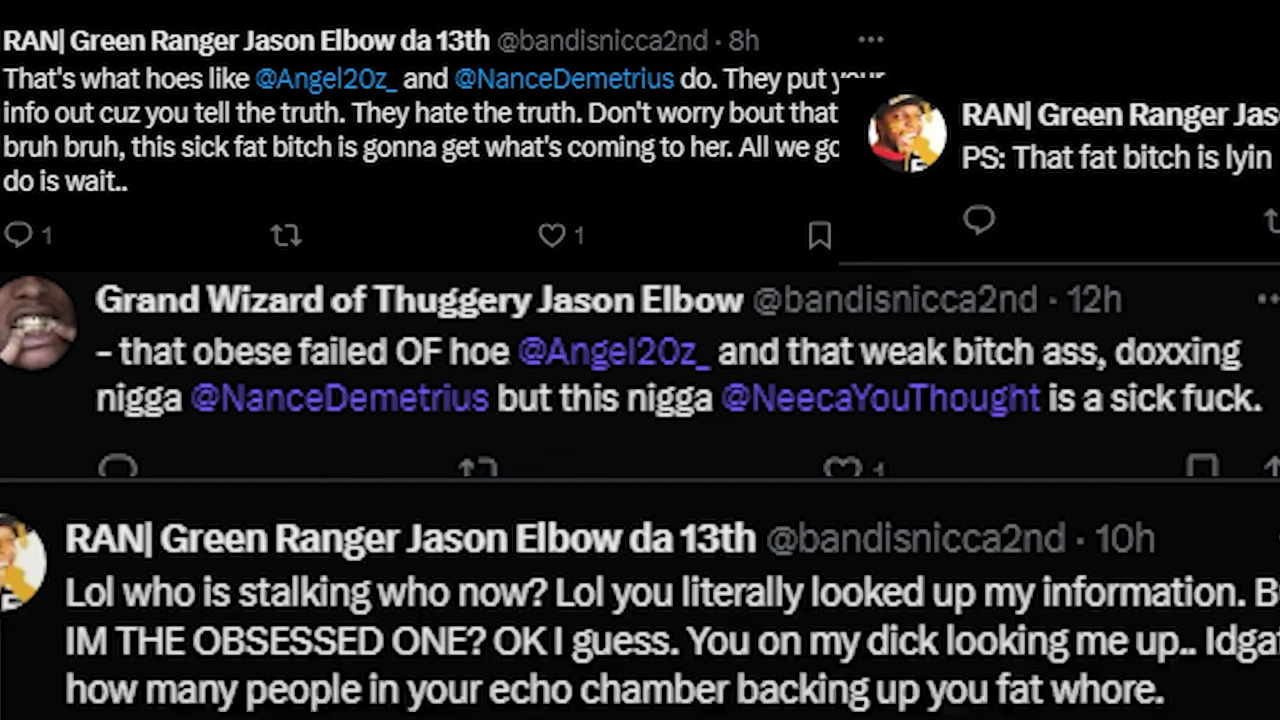 RAN| Green Ranger Jason Elbow da 13th @bandisnicca2nd · 8h
That's what hoes like @Angel2Oz_ and @NanceDemetrius do. They put your
info out cuz you tell the truth. They hate the truth. Don't worry bout that
bruh bruh, this sick fat bitch is gonna get what's coming to her. All we go
do is wait..
1
1
RAN| Green Ranger Jas
PS: That fat bitch is lyin
Grand Wizard of Thuggery Jason Elbow @bandisnicca2nd · 12h
– that obese failed OF hoe @Angel2Oz_ and that weak bitch ass, doxxing
nigga @NanceDemetrius but this nigga @NeecaYouThought is a sick fuck.
1
RAN| Green Ranger Jason Elbow da 13th @bandisnicca2nd · 10h
Lol who is stalking who now? Lol you literally looked up my information. B
IM THE OBSESSED ONE? OK I guess. You on my dick looking me up.. Idga
how many people in your echo chamber backing up you fat whore.